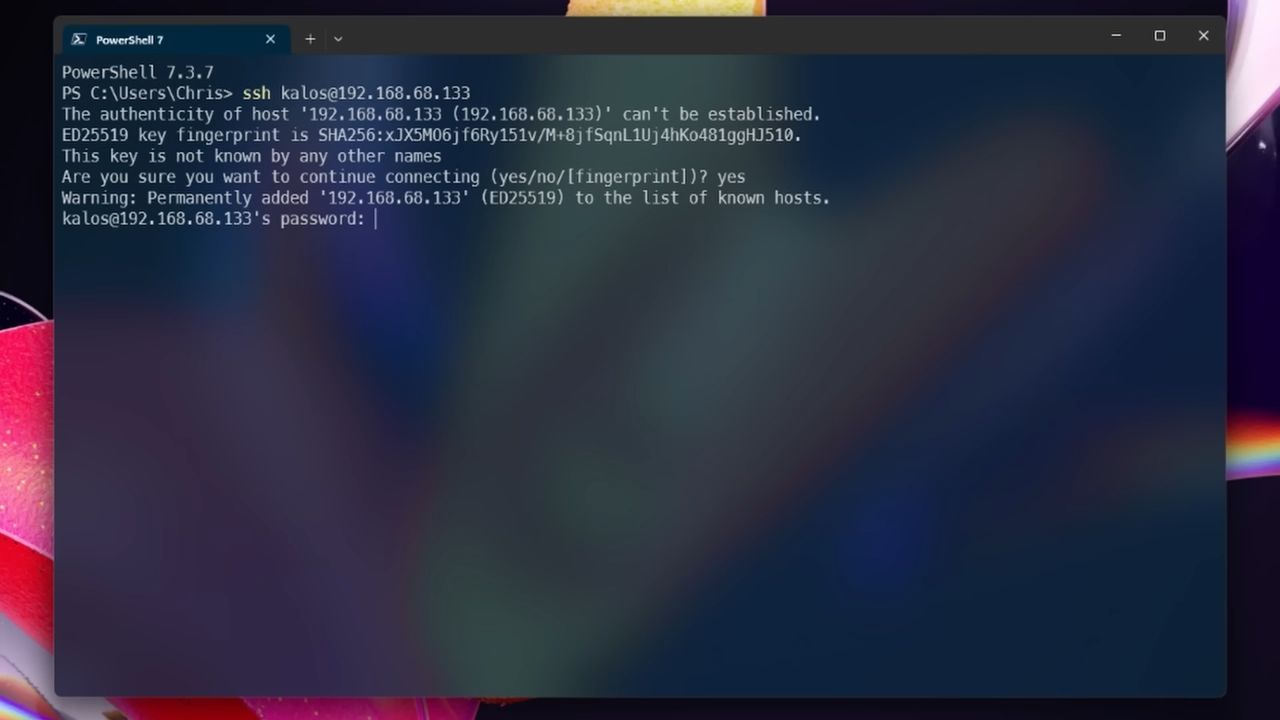 PowerShell 7
PowerShell 7.3.7
PS C:\Users\Chris> ssh kalos@192.168.68.133
The authenticity of host '192.168.68.133 (192.168.68.133)' can't be established.
ED25519 key fingerprint is SHA256:xJX5MO6jf6Ry151v/M+8jfSqnL1Uj4hKo481ggHJ510.
This key is not known by any other names
Are you sure you want to continue connecting (yes/no/[fingerprint])? yes
Warning: Permanently added '192.168.68.133' (ED25519) to the list of known hosts.
kalos@192.168.68.133's password: